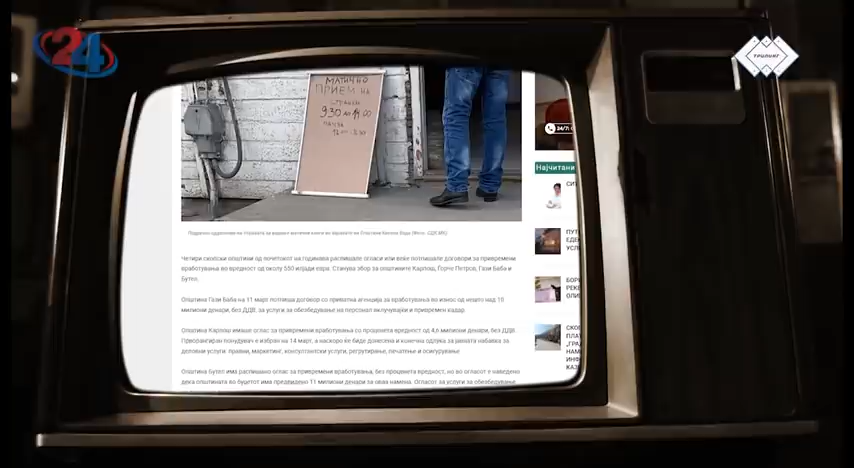 24
ТРИЛИНГ
МАТИЧНО
ПРИЕМ НА
СТРАНКИ
9 30 до 14 00
ПАУЗА
24/7
Најчитани
Четири скопски општини од почетокот на годинава распишале огласи или веќе потпишале договори за привремени
вработувања во вредност од околу 550 илјади евра. Станува збор за општините Карпош, Ѓорче Петров, Гази Баба и
Бутел.
Општина Гази Баба на 11 март потпиша договор со приватна агенција за вработувања во износ од нешто над 10
милиони денари, без ДДВ, за услуги за обезбедување на персонал вклучувајќи и привремен кадар.
Општина Карпош имаше оглас за привремени вработувања со проценета вредност од 4,6 милиони денари, без ДДВ.
Прворангиран понудувач е избран на 14 март, а наскоро ќе биде донесена и конечна одлука за јавната набавка за
деловни услуги: правни, маркетинг, консултантски услуги, регрутирање, печатење и осигурување
Општина Бутел има распишано оглас за привремени вработувања, без проценета вредност, но во огласот е наведено
дека општината во буџетот има предвидено 11 милиони денари за оваа намена. Огласот за услуги за обезбедување